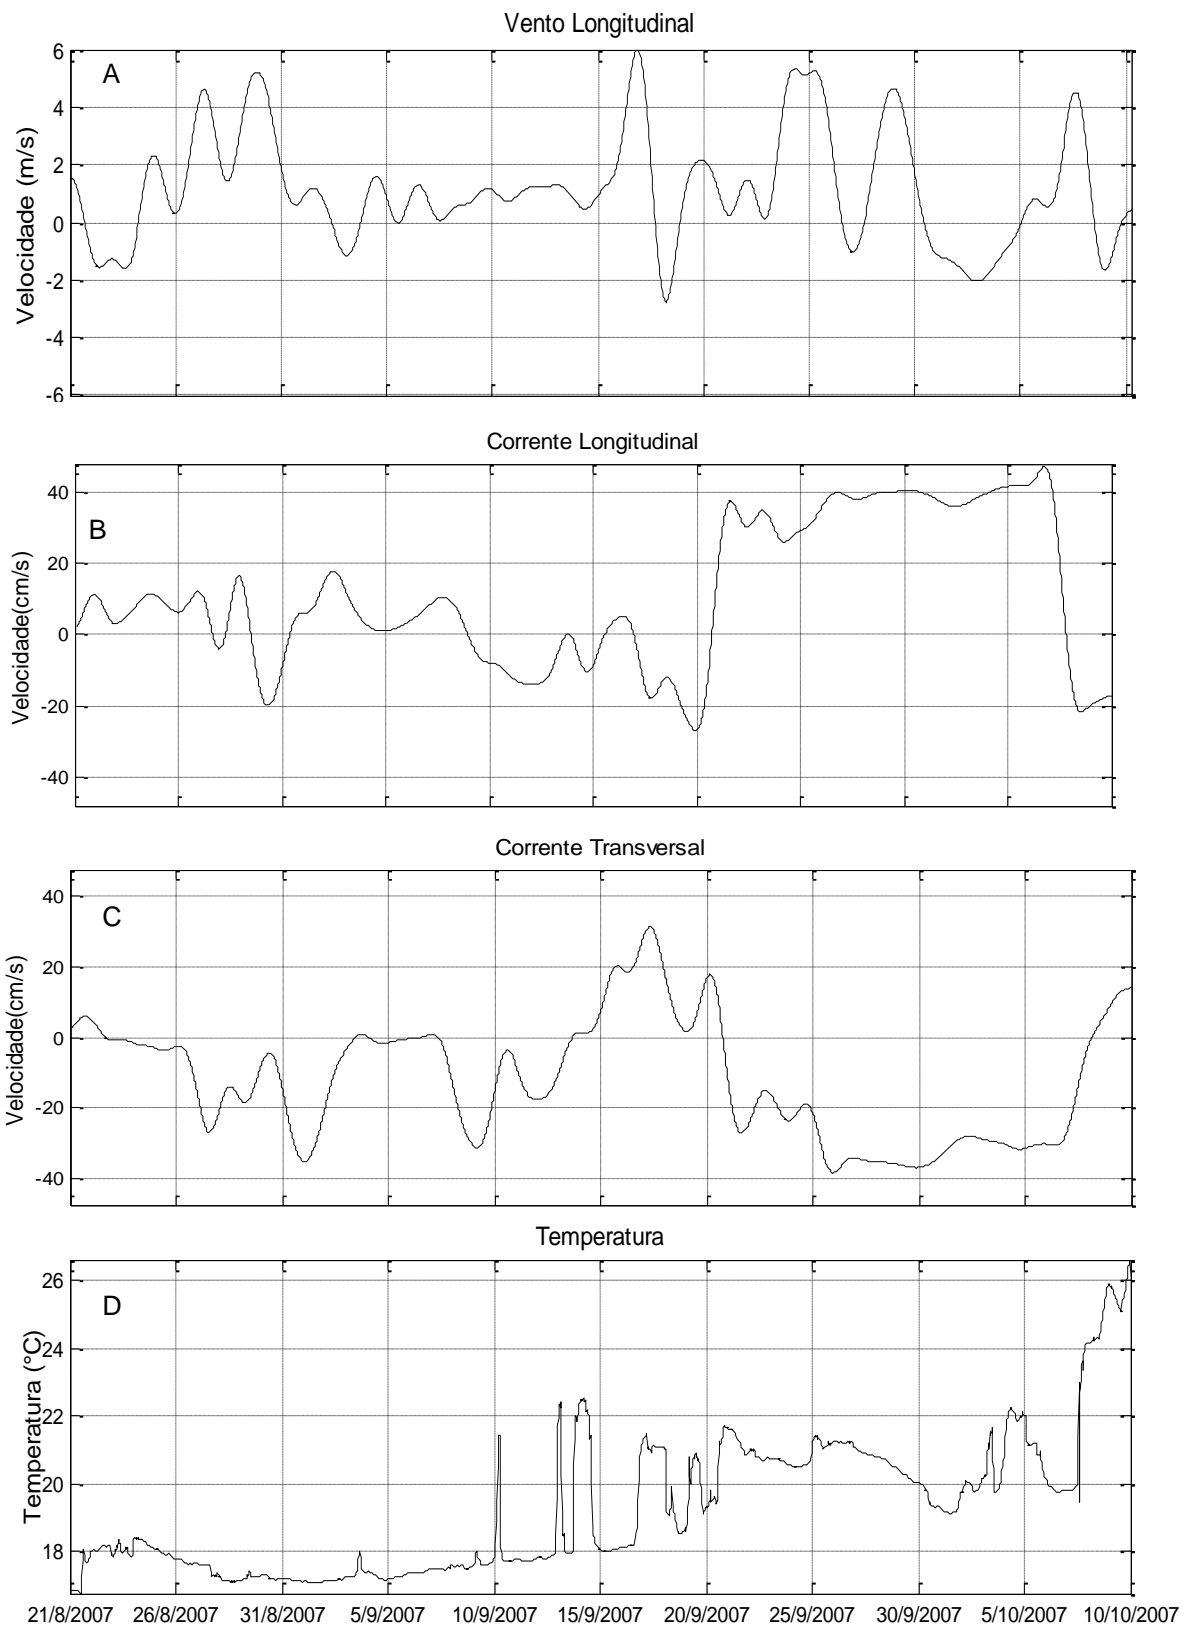 Vento Longitudinal
A
Velocidade (m/s)
6
4
2
0
-2
-4
-6
Corrente Longitudinal
B
Velocidade(cm/s)
40
20
0
-20
-40
Corrente Transversal
C
Velocidade(cm/s)
40
20
0
-20
-40
Temperatura
D
Temperatura (°C)
26
24
22
20
18
21/8/2007 26/8/2007 31/8/2007 5/9/2007 10/9/2007 15/9/2007 20/9/2007 25/9/2007 30/9/2007 5/10/2007 10/10/2007